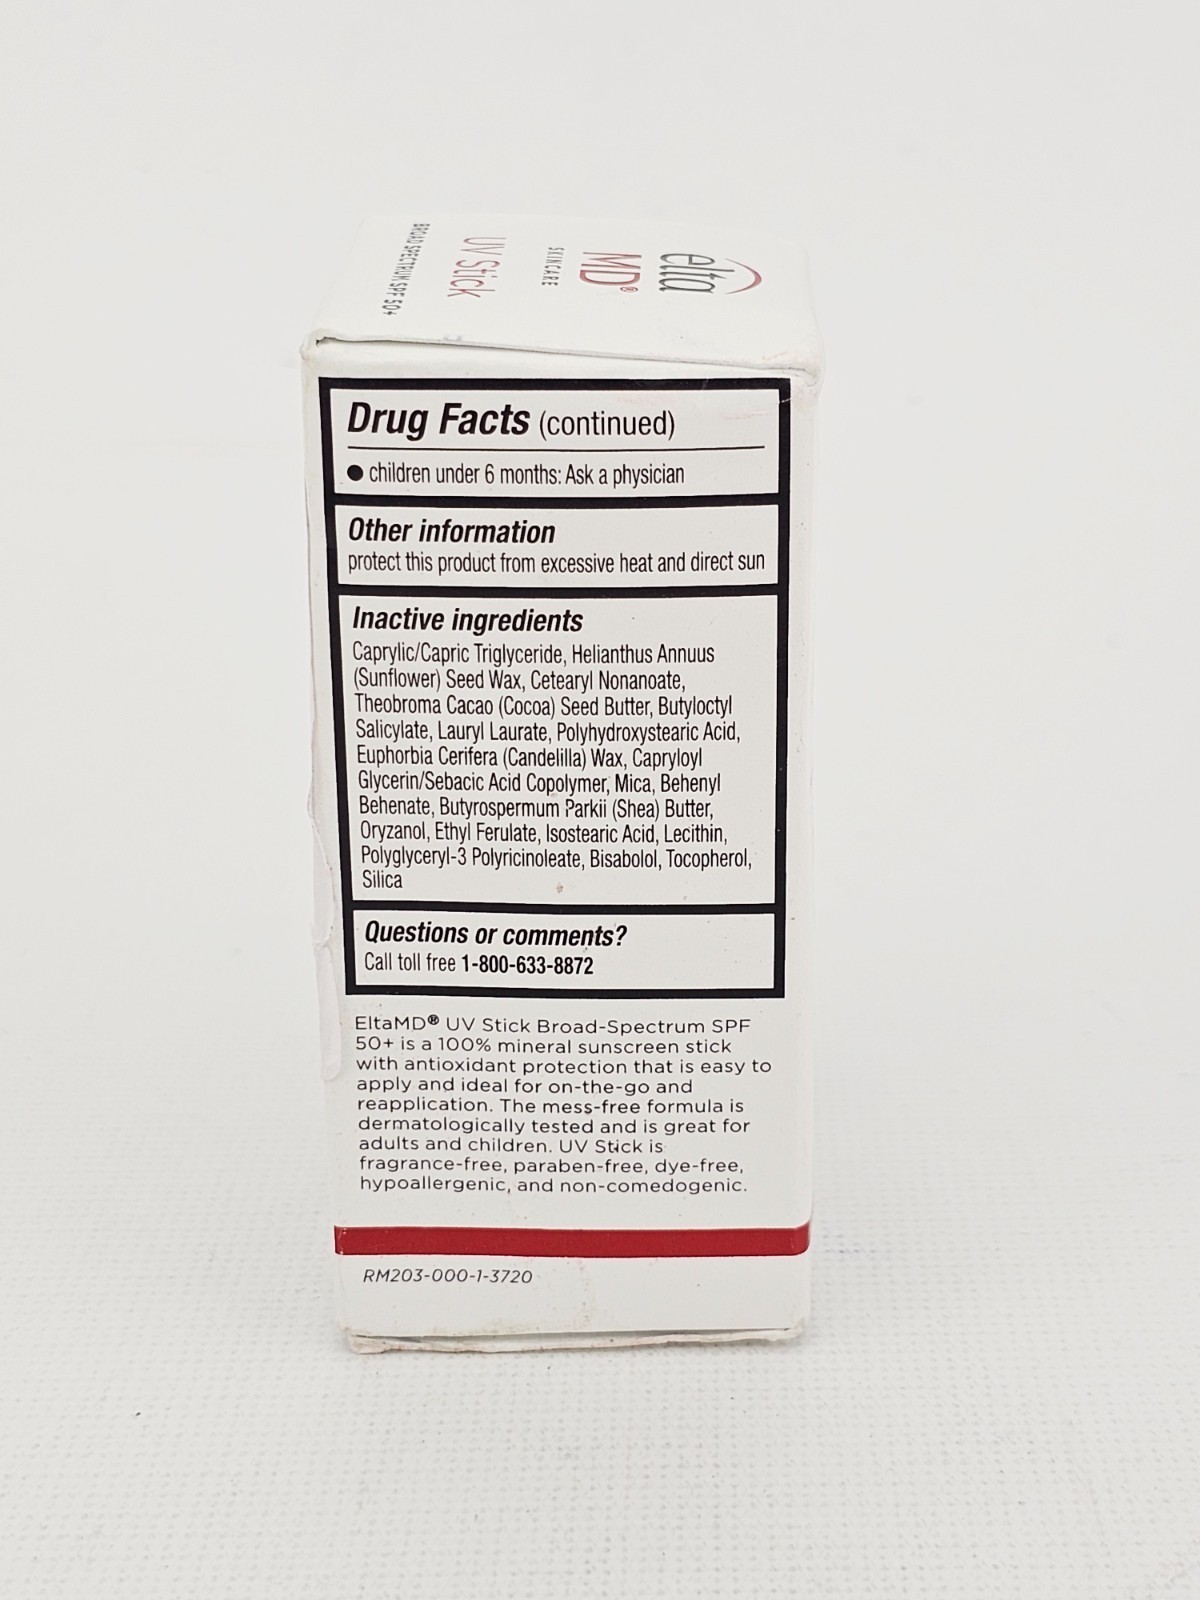 elta
MD®
SKINCARE
UV Stick
BROAD SPECTRUM SPF 50+
Drug Facts (continued)
● children under 6 months: Ask a physician
Other information
protect this product from excessive heat and direct sun
Inactive ingredients
Caprylic/Capric Triglyceride, Helianthus Annuus
(Sunflower) Seed Wax, Cetearyl Nonanoate,
Theobroma Cacao (Cocoa) Seed Butter, Butyloctyl
Salicylate, Lauryl Laurate, Polyhydroxystearic Acid,
Euphorbia Cerifera (Candelilla) Wax, Capryloyl
Glycerin/Sebacic Acid Copolymer, Mica, Behenyl
Behenate, Butyrospermum Parkii (Shea) Butter,
Oryzanol, Ethyl Ferulate, Isostearic Acid, Lecithin,
Polyglyceryl-3 Polyricinoleate, Bisabolol, Tocopherol,
Silica
Questions or comments?
Call toll free 1-800-633-8872
EltaMD® UV Stick Broad-Spectrum SPF
50+ is a 100% mineral sunscreen stick
with antioxidant protection that is easy to
apply and ideal for on-the-go and
reapplication. The mess-free formula is
dermatologically tested and is great for
adults and children. UV Stick is
fragrance-free, paraben-free, dye-free,
hypoallergenic, and non-comedogenic.
RM203-000-1-3720